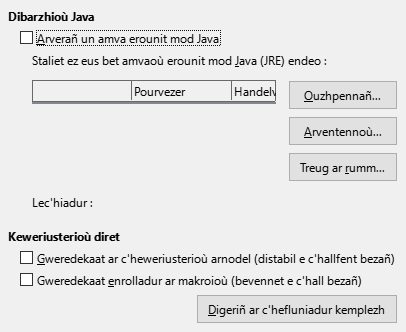 Dibarzhioù Java
Arverañ un amva erounit mod Java
Staliet ez eus bet amvaoù erounit mod Java (JRE) endeo :
Pourvezer Handelv
Ouzhpennañ...
Arventennoù...
Treug ar rumm...
Lec'hiadur :
Keweriusterioù diret
Gweredekaat ar c'heweriusterioù arnodel (distabil e c'hallfent bezañ)
Gweredekaat enrolladur ar makroioù (bevennet e c'hall bezañ)
Digeriñ ar c'hefluniadur kemplezh